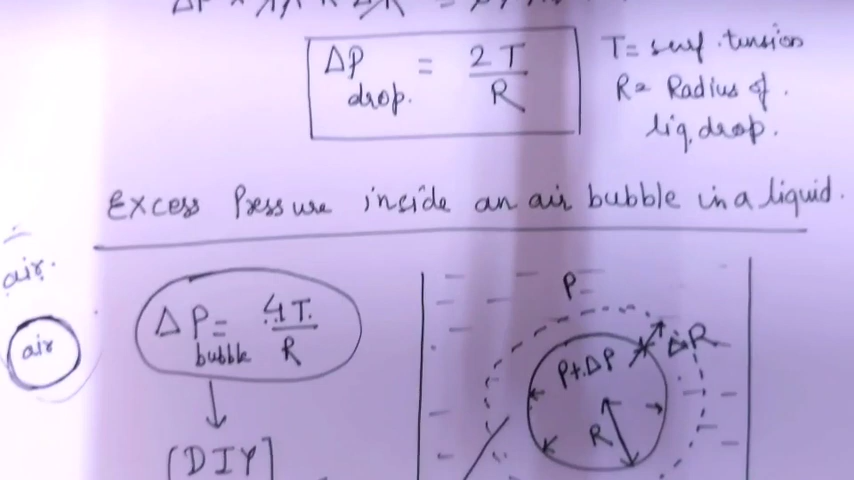 ΔP drop. = 2T/R
T= surf. tension
R= Radius of.
liq. drop.
Excess Pressure inside an air bubble in a liquid.
air.
air
ΔP bubble = 4T./R
[DIY]
P
P+ΔP
ΔR
R